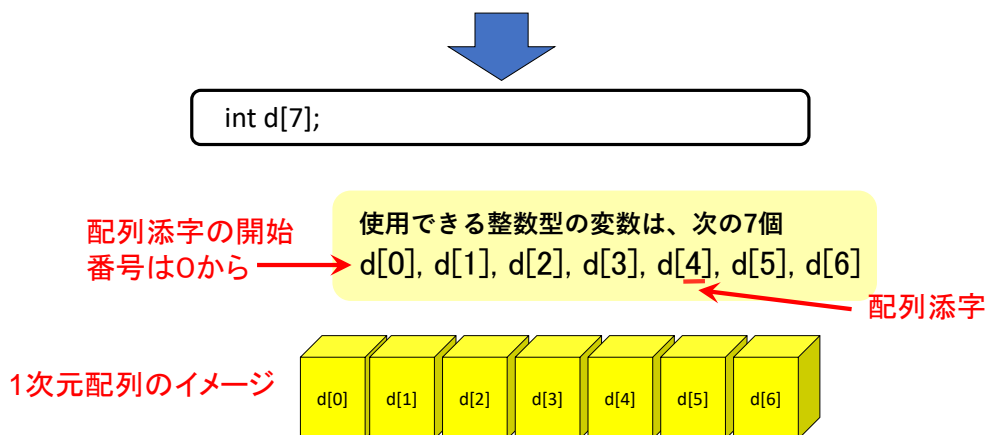 int d[7];
使用できる整数型の変数は、次の7個
配列添字の開始
番号は0から
d[0], d[1], d[2], d[3], d[4], d[5], d[6]
配列添字
1次元配列のイメージ
d[0] d[1] d[2] d[3] d[4] d[5] d[6]